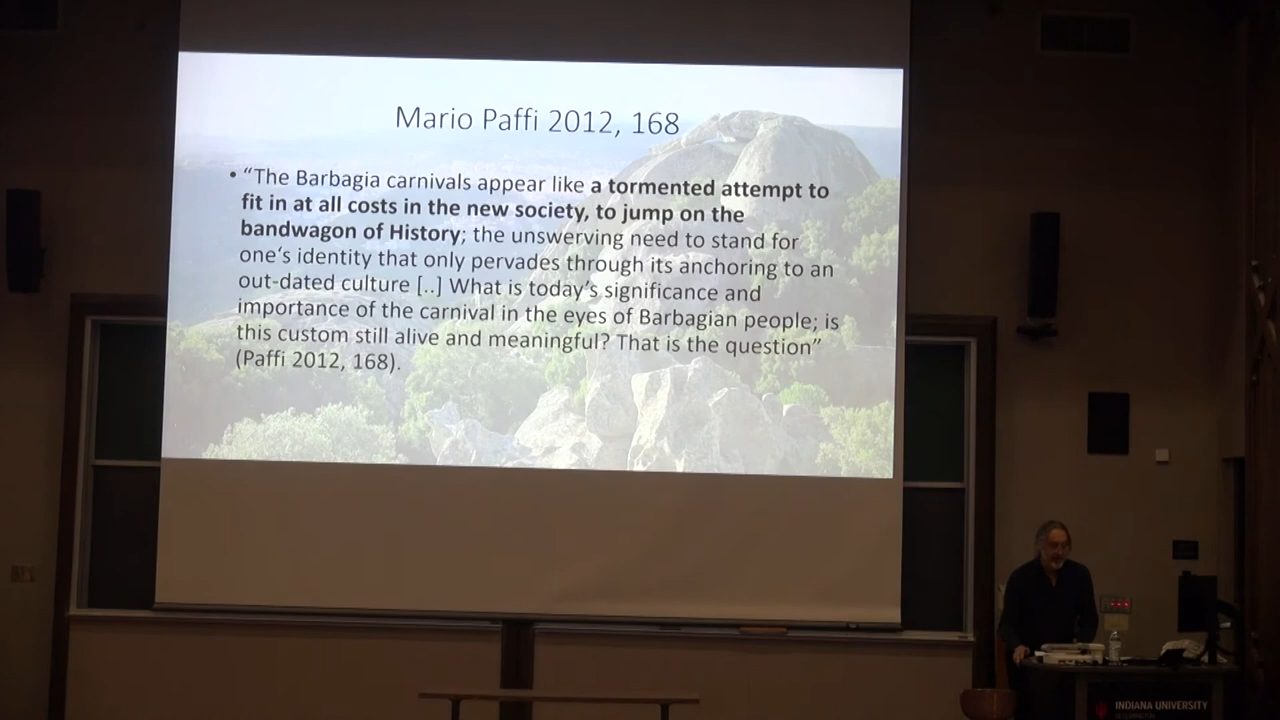 Mario Paffi 2012, 168
• “The Barbagia carnivals appear like a tormented attempt to
fit in at all costs in the new society, to jump on the
bandwagon of History; the unswerving need to stand for
one‘s identity that only pervades through its anchoring to an
out-dated culture [..] What is today’s significance and
importance of the carnival in the eyes of Barbagian people; is
this custom still alive and meaningful? That is the question”
(Paffi 2012, 168).
INDIANA UNIVERSITY